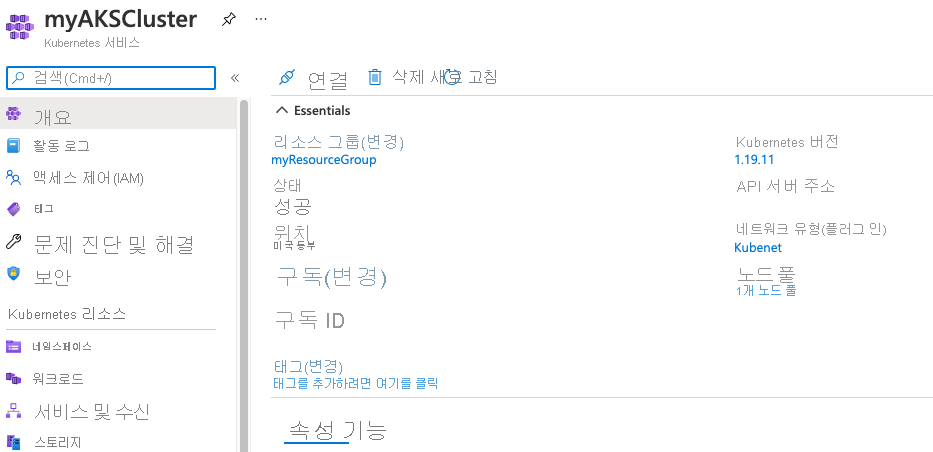 myAKSCluster
Kubernetes 서비스
검색(Cmd+/)
개요
활동 로그
액세스 제어(IAM)
태그
문제 진단 및 해결
보안
Kubernetes 리소스
네임스페이스
워크로드
서비스 및 수신
스토리지
연결 삭제 새로 고침
Essentials
리소스 그룹(변경)
myResourceGroup
상태
성공
위치
미국 동부
구독(변경)
구독 ID
태그(변경)
태그를 추가하려면 여기를 클릭
Kubernetes 버전
1.19.11
API 서버 주소
네트워크 유형(플러그 인)
Kubenet
노드 풀
1개 노드 풀
속성 기능